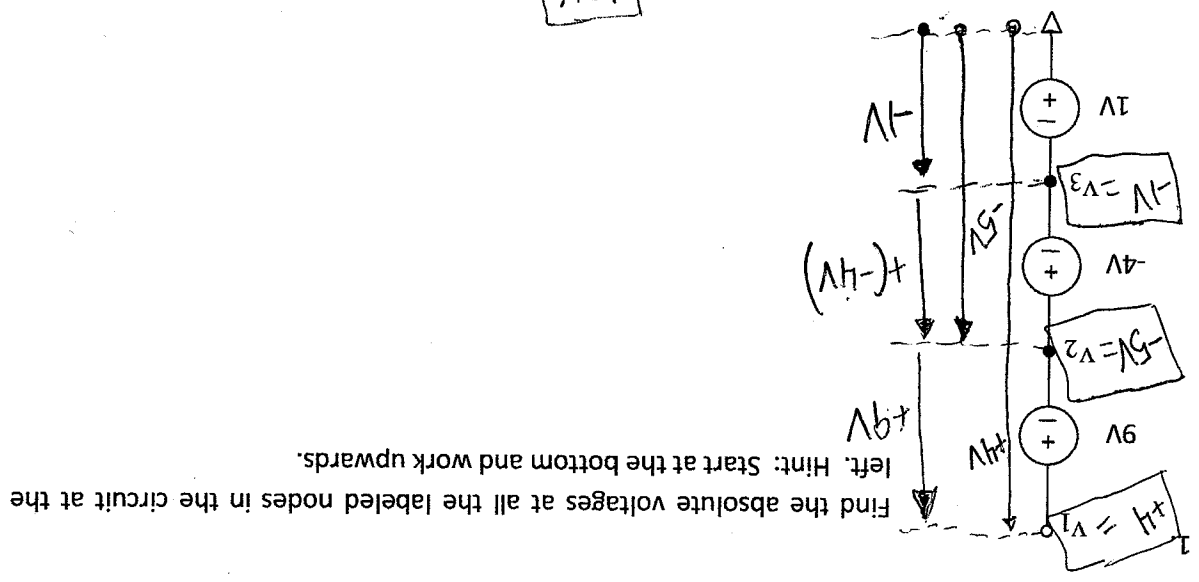 1
+4 = V1
Find the absolute voltages at all the labeled nodes in the circuit at the
left. Hint: Start at the bottom and work upwards.
9V
+
−
+4V
+9V
-5V=V2
-4V
+
−
-5V
+(-4V)
-1V =V3
1V
−
+
-1V